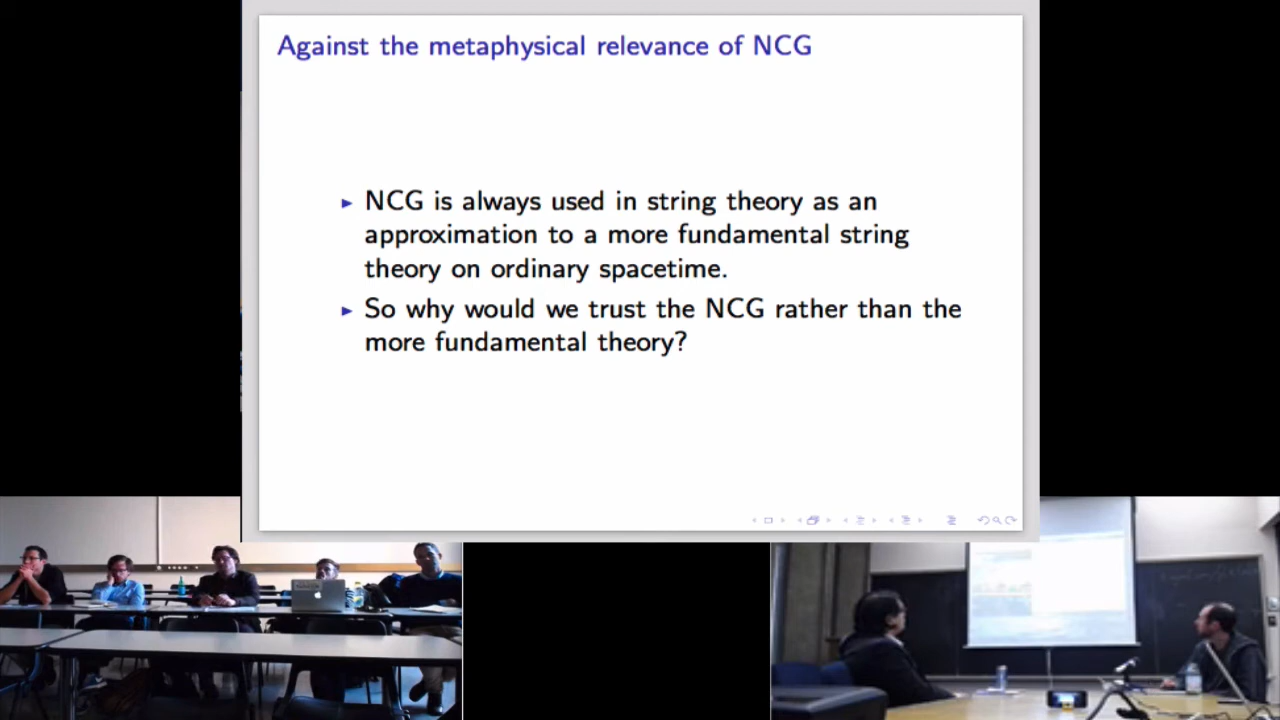 Against the metaphysical relevance of NCG
▸ NCG is always used in string theory as an
approximation to a more fundamental string
theory on ordinary spacetime.
▸ So why would we trust the NCG rather than the
more fundamental theory?